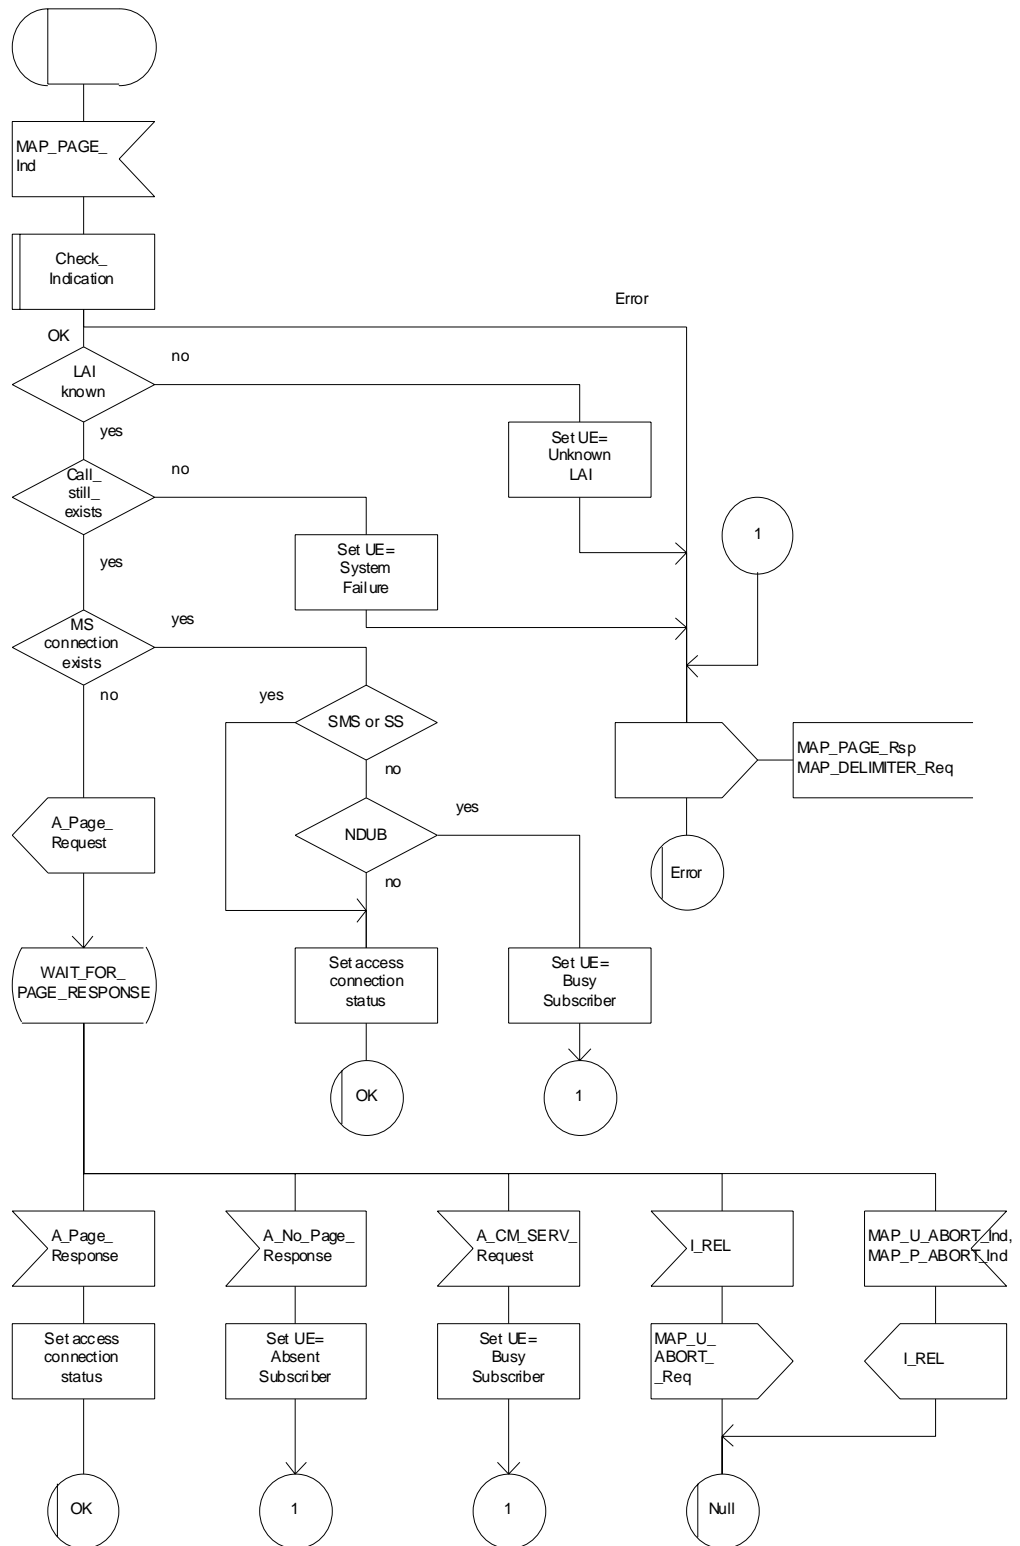 MAP_PAGE_
Ind
Check_
Indication
Error
OK
no
LAI
known
yes
Set UE=
Unknown
LAI
no
Call_
still_
exists
1
Set UE=
System
Failure
yes
yes
MS
connection
exists
no
yes
SMS or SS
no
MAP_PAGE_Rsp
MAP_DELIMITER_Req
A_Page_
Request
yes
NDUB
no
Error
WAIT_FOR_
PAGE_RESPONSE
Set access
connection
status
Set UE=
Busy
Subscriber
OK
1
A_Page_
Response
A_No_Page_
Response
A_CM_SERV_
Request
I_REL
MAP_U_ABORT_Ind,
MAP_P_ABORT_Ind
Set access
connection
status
Set UE=
Absent
Subscriber
Set UE=
Busy
Subscriber
MAP_U_
ABORT_
_Req
I_REL
OK
1
1
Null